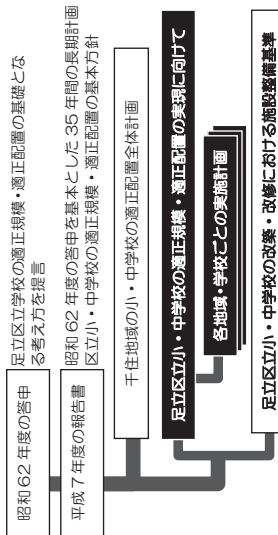 昭和62年度の答申
足立区立学校の適正規模・適正配置の基礎とな
る考え方を提言
平成7年度の報告書
昭和62年度の答申を基本とした35年間の長期計画
区立小・中学校の適正規模・適正配置の基本方針
千住地域の小・中学校の適正配置全体計画
足立区立小・中学校の適正規模・適正配置の実現に向けて
各地域・学校ごとの実施計画
足立区立小・中学校の改築・改修における施設整備基準